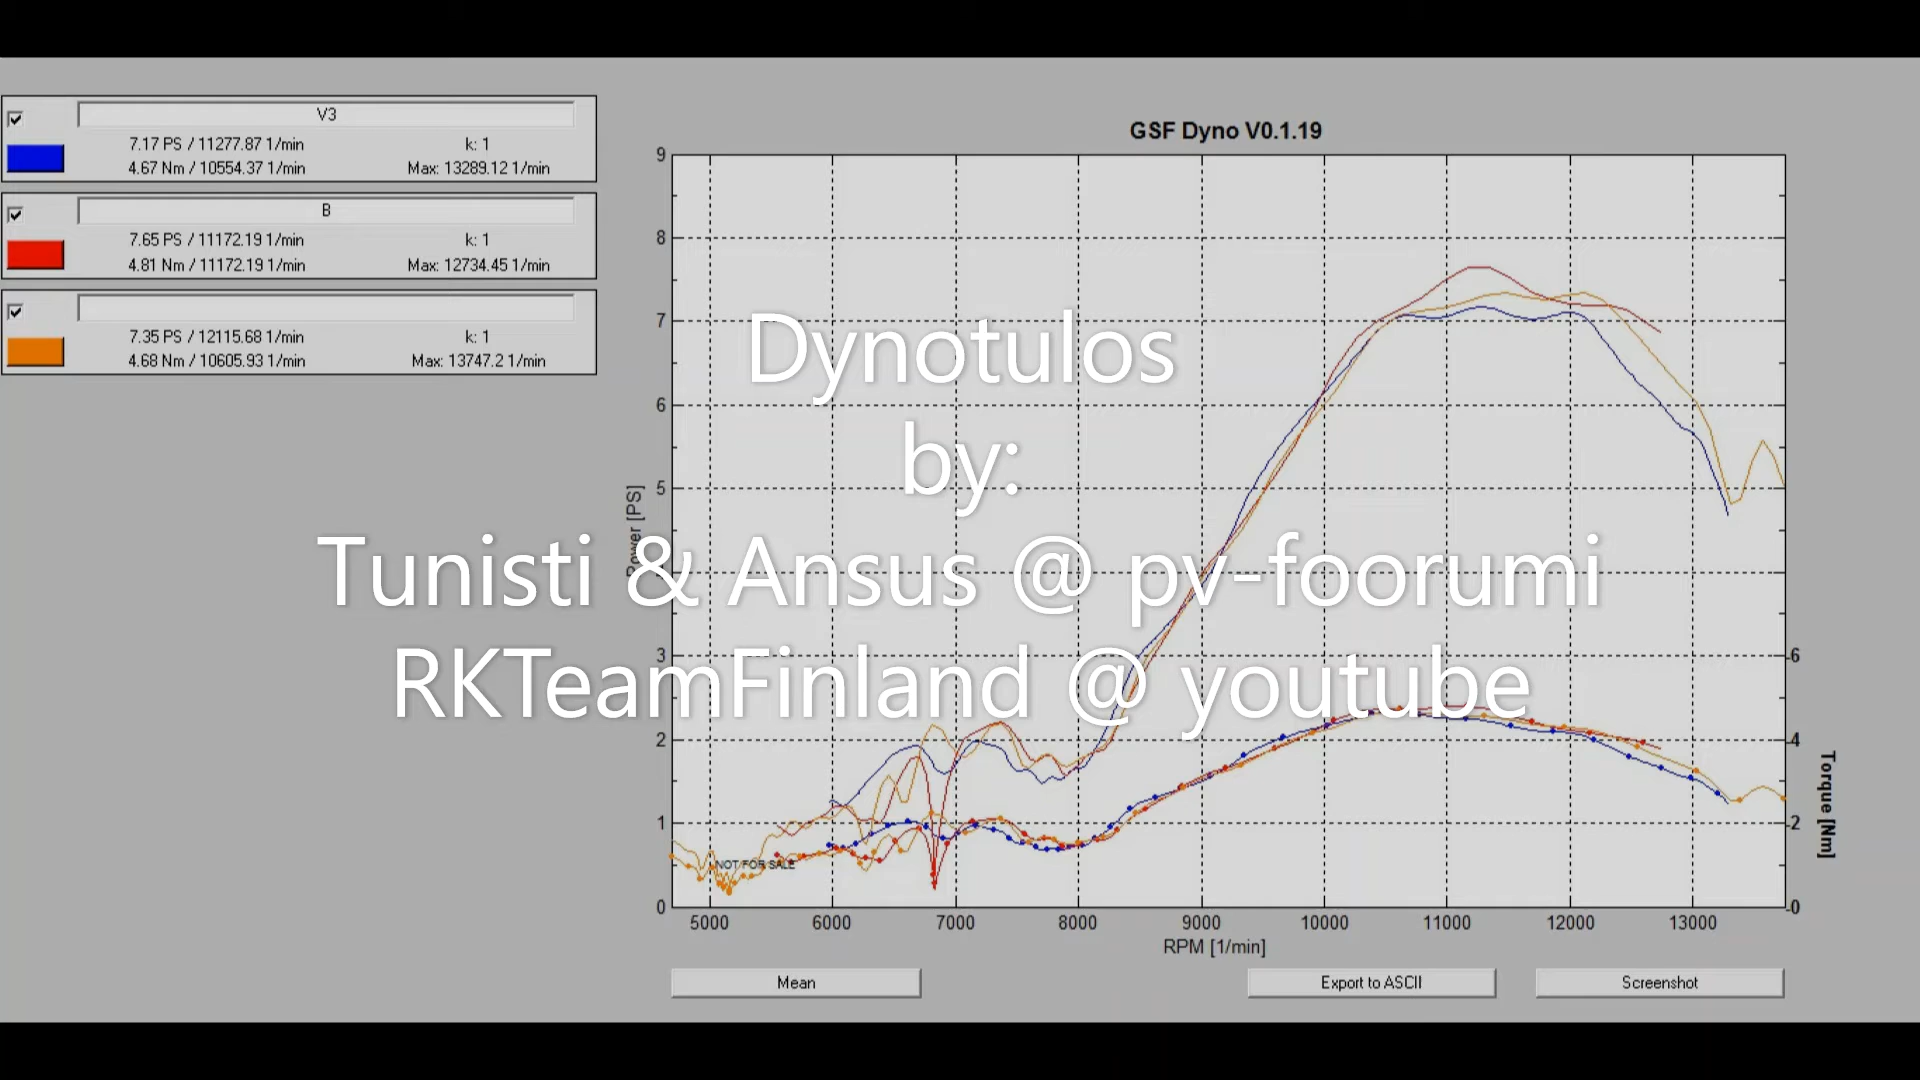 V3
7.17 PS / 11277.87 1/min
k: 1
4.67 Nm / 10554.37 1/min
Max: 13289.12 1/min
B
7.65 PS / 11172.19 1/min
k: 1
4.81 Nm / 11172.19 1/min
Max: 12734.45 1/min
7.35 PS / 12115.68 1/min
k: 1
4.68 Nm / 10605.93 1/min
Max: 13747.2 1/min
GSF Dyno V0.1.19
9
8
7
6
5
3
2
1
0
Power [PS]
6
4
2
0
Torque [Nm]
NOT FOR SALE
5000 6000 7000 8000 9000 10000 11000 12000 13000
RPM [1/min]
Mean
Export to ASCII
Screenshot
Dynotulos
by:
Tunisti & Ansus @ pv-foorumi
RKTeamFinland @ youtube